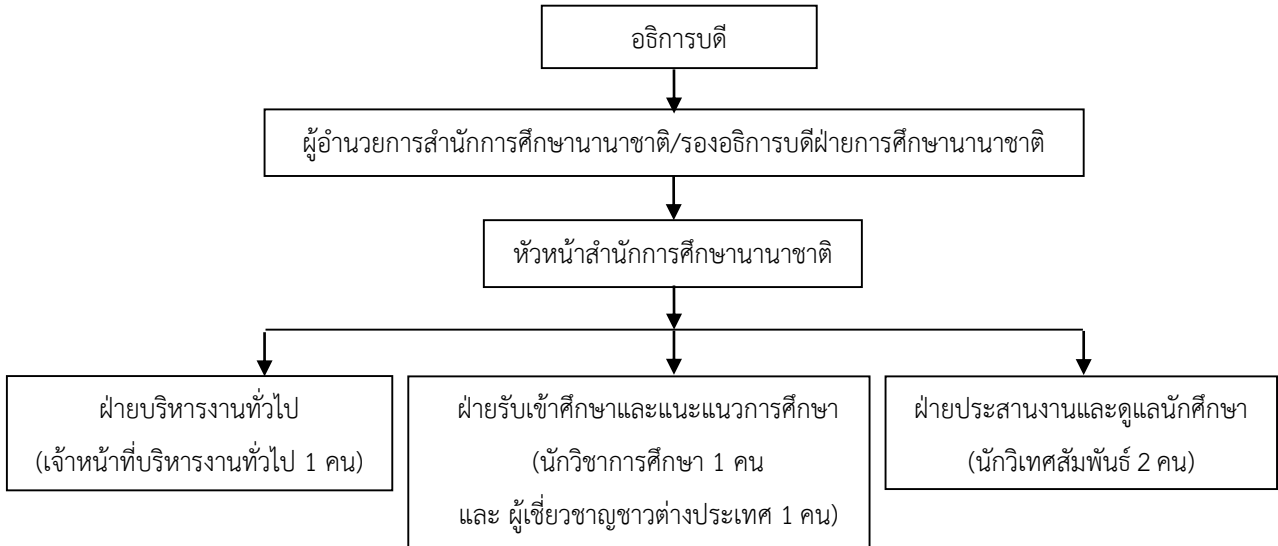 อธิการบดี
ผู้อำนวยการสำนักการศึกษานานาชาติ/รองอธิการบดีฝ่ายการศึกษานานาชาติ
หัวหน้าสำนักการศึกษานานาชาติ
ฝ่ายบริหารงานทั่วไป
(เจ้าหน้าที่บริหารงานทั่วไป 1 คน)
ฝ่ายรับเข้าศึกษาและแนะแนวการศึกษา
(นักวิชาการศึกษา 1 คน
และ ผู้เชี่ยวชาญชาวต่างประเทศ 1 คน)
ฝ่ายประสานงานและดูแลนักศึกษา
(นักวิเทศสัมพันธ์ 2 คน)